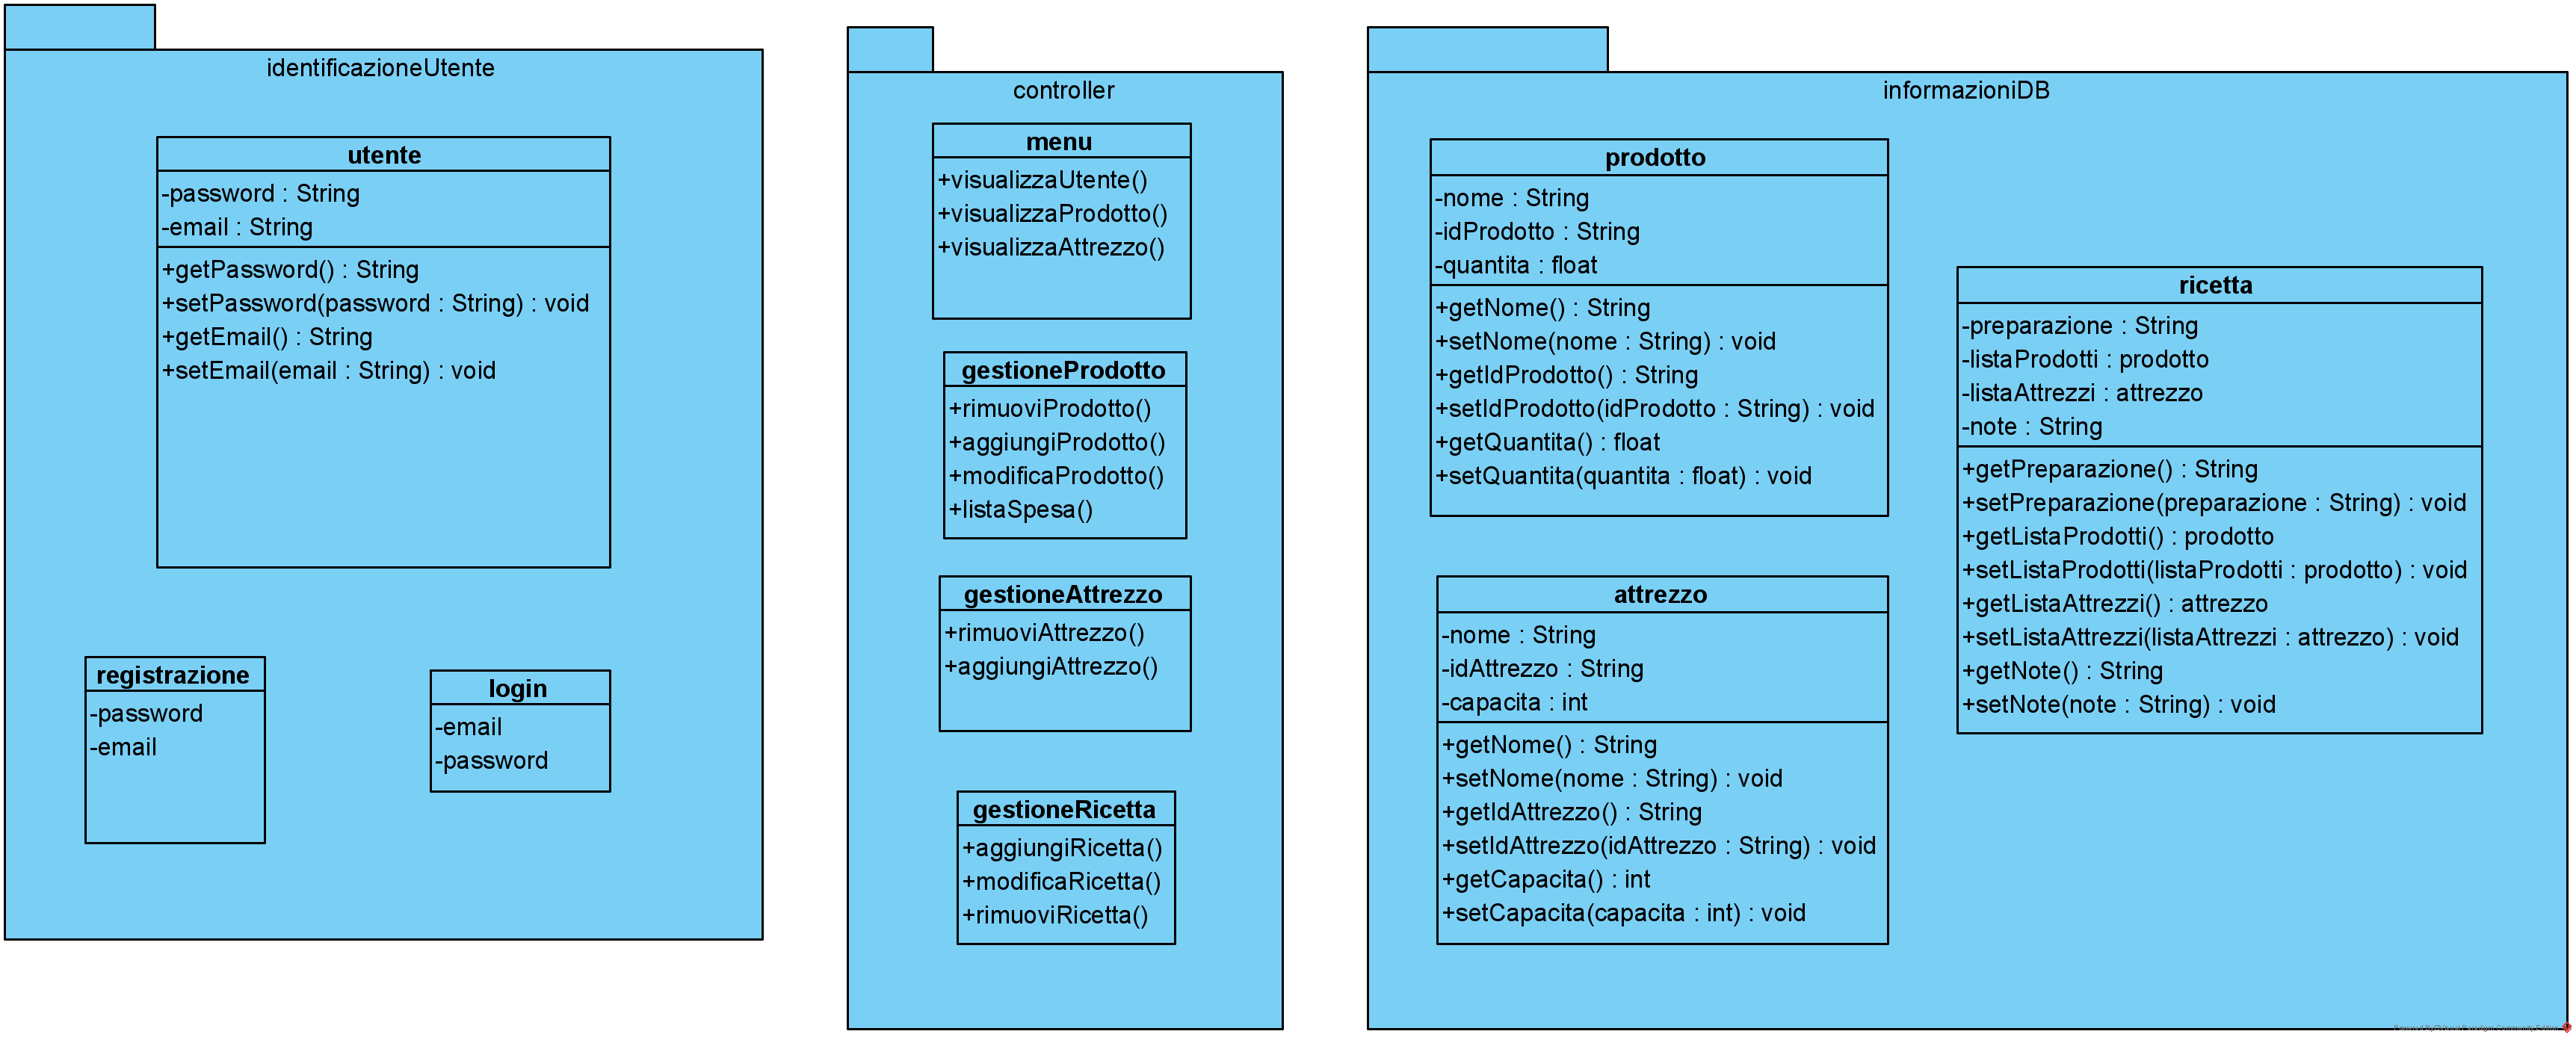 identificazioneUtente
utente
-password : String
-email : String
+getPassword() : String
+setPassword(password : String) : void
+getEmail() : String
+setEmail(email : String) : void
registrazione
-password
-email
login
-email
-password
controller
menu
+visualizzaUtente()
+visualizzaProdotto()
+visualizzaAttrezzo()
gestioneProdotto
+rimuoviProdotto()
+aggiungiProdotto()
+modificaProdotto()
+listaSpesa()
gestioneAttrezzo
+rimuoviAttrezzo()
+aggiungiAttrezzo()
gestioneRicetta
+aggiungiRicetta()
+modificaRicetta()
+rimuoviRicetta()
informazioniDB
prodotto
-nome : String
-idProdotto : String
-quantita : float
+getNome() : String
+setNome(nome : String) : void
+getIdProdotto() : String
+setIdProdotto(idProdotto : String) : void
+getQuantita() : float
+setQuantita(quantita : float) : void
attrezzo
-nome : String
-idAttrezzo : String
-capacita : int
+getNome() : String
+setNome(nome : String) : void
+getIdAttrezzo() : String
+setIdAttrezzo(idAttrezzo : String) : void
+getCapacita() : int
+setCapacita(capacita : int) : void
ricetta
-preparazione : String
-listaProdotti : prodotto
-listaAttrezzi : attrezzo
-note : String
+getPreparazione() : String
+setPreparazione(preparazione : String) : void
+getListaProdotti() : prodotto
+setListaProdotti(listaProdotti : prodotto) : void
+getListaAttrezzi() : attrezzo
+setListaAttrezzi(listaAttrezzi : attrezzo) : void
+getNote() : String
+setNote(note : String) : void
Powered By Visual Paradigm Community Edition